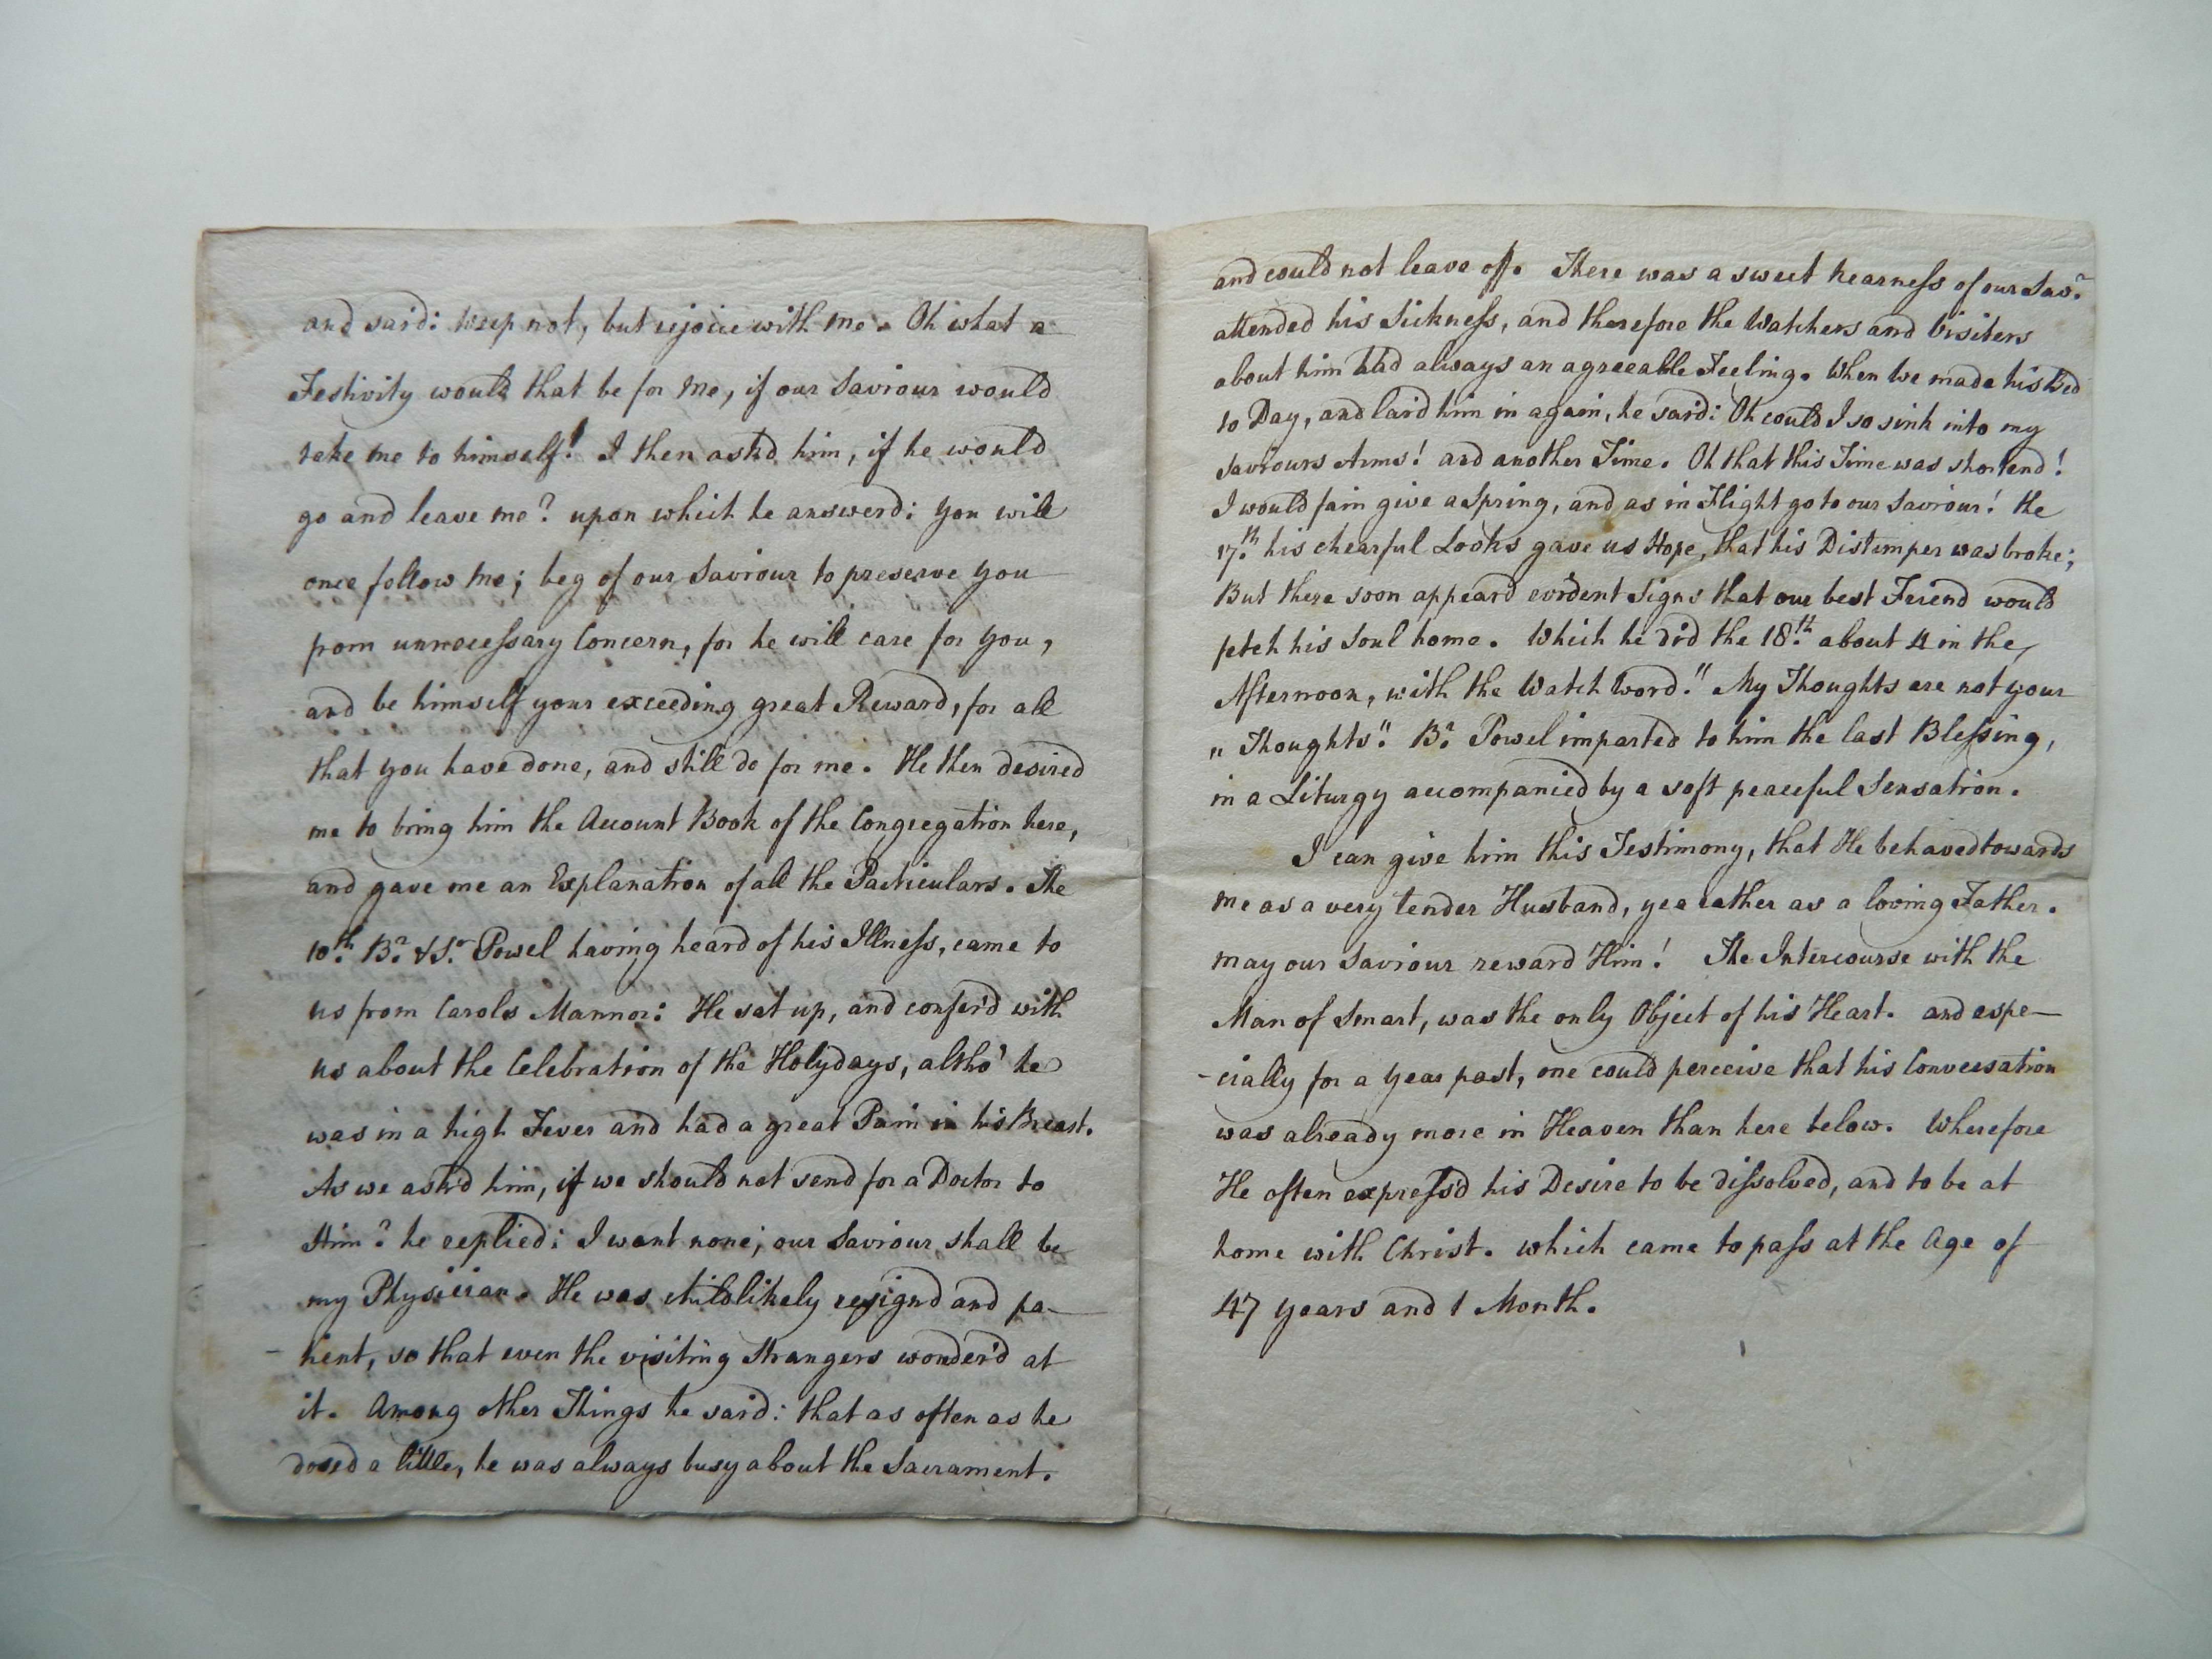 and said: weep not, but rejoice with me. Oh what a
Festivity would that be for me, if our Saviour would
take me to himself! I then ask'd him, if he would
go and leave me? upon which he answerd: you will
once follow me; beg of our Saviour to preserve you
from unnecessary Concern, for he will care for you,
and be himself your exceeding great Reward, for all
that you have done, and still do for me. He then desired
me to bring him the Account Book of the Congregation here,
and gave me an Explanation of all the Particulars. The
10th. Br. & Sr. Powel having heard of his Illness, came to
us from Carols Mannor: He sat up, and confer'd with
us about the Celebration of the Holydays, altho' he
was in a high Fever and had a great Pain in his Breast.
As we ask'd him, if we should not send for a Doctor to
Him? he replied: I want none; our Saviour shall be
my Physician. He was childlikely resignd and pa-
-tient, so that even the visiting Strangers wonder'd at
it. Among other Things he said: that as often as he
dosed a little, he was always busy about the Sacrament.
and could not leave off. There was a sweet nearness of our Savr.
attended his Sickness, and therefore the Watchers and Visiters
about him had always an agreeable Feeling. When we made his Bed
to Day, and laid him in again, he said: Oh could I so sink into my
Saviours Arms! and another Time. Oh that this Time was shortend!
I would fain give a Spring, and as in Flight go to our Saviour! the
17th. his chearful Looks gave us Hope, that his Distemper was broke;
But there soon appeard evident Signs that our best Friend would
fetch his Soul home. Which he did the 18th. about 4 in the
Afternoon, with the Watch Word." My Thoughts are not your
" Thoughts." Br. Powel imparted to him the last Blessing,
in a Liturgy accompanied by a soft peaceful Sensation.
I can give him this Testimony, that He behaved towards
me as a very tender Husband, yea rather as a loving Father.
may our Saviour reward Him! The Intercourse with the
Man of Smart, was the only Object of his Heart. and espe-
-cially for a year past, one could perceive that his Conversation
was already more in Heaven than here below. Wherefore
He often express'd his Desire to be dissolved, and to be at
home with Christ. which came to pass at the Age of
47 years and 1 Month.